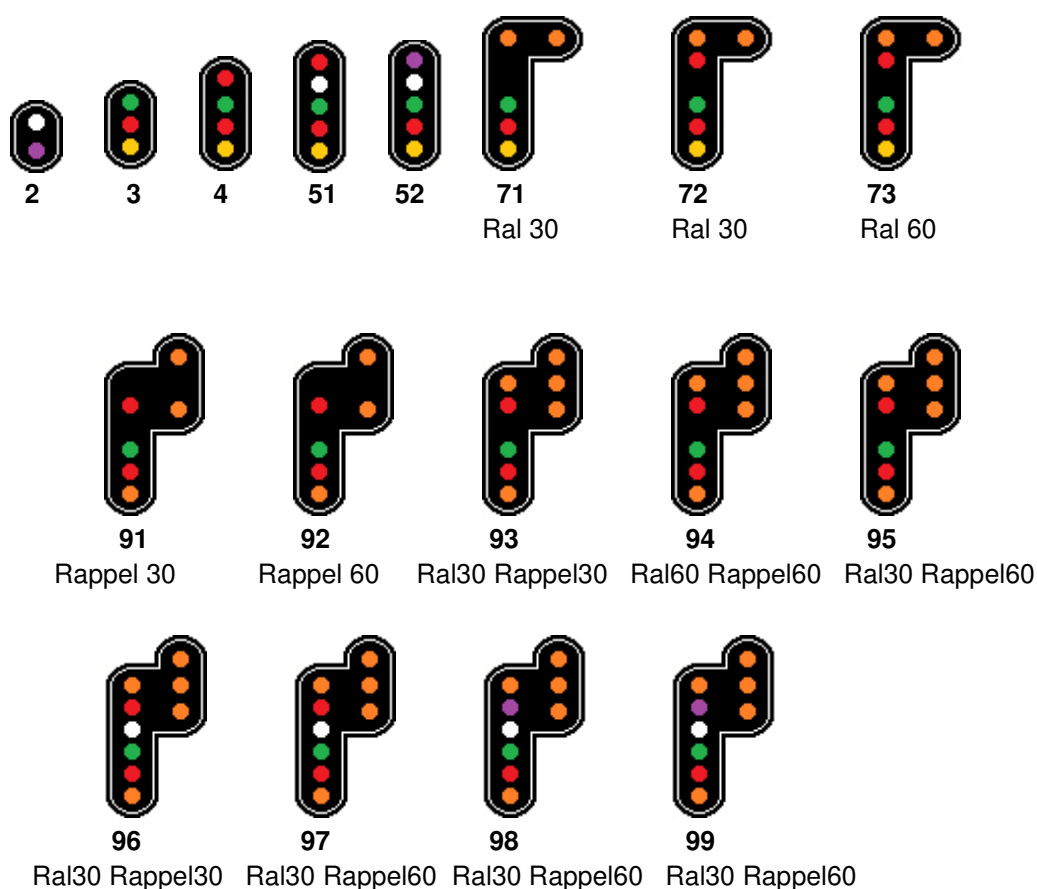 2 3 4 51 52 71 72 73
Ral 30 Ral 30 Ral 60
91 92 93 94 95
Rappel 30 Rappel 60 Ral30 Rappel30 Ral60 Rappel60 Ral30 Rappel60
96 97 98 99
Ral30 Rappel30 Ral30 Rappel60 Ral30 Rappel60 Ral30 Rappel60